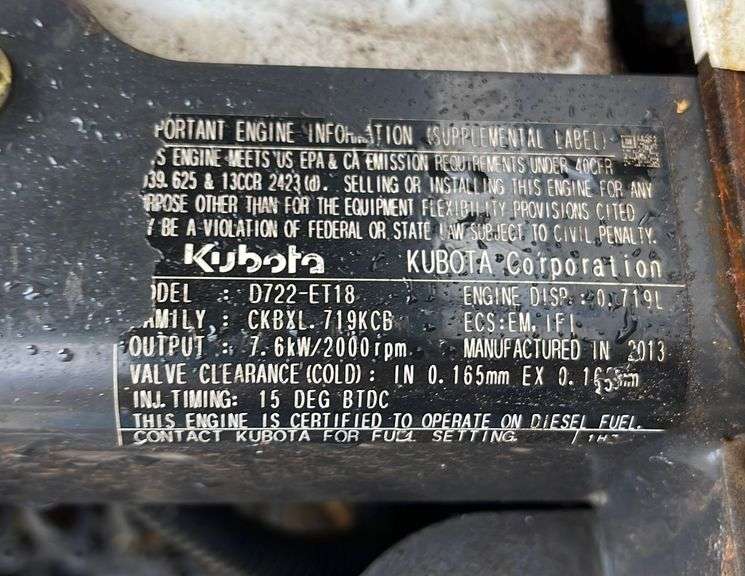 PORTANT ENGINE INFORMATION (SUPPLEMENTAL LABEL)
S ENGINE MEETS US EPA & CA EMISSION REQUIREMENTS UNDER 40CFR
039.625 & 13CCR 2423(d). SELLING OR INSTALLING THIS ENGINE FOR ANY
RPOSE OTHER THAN FOR THE EQUIPMENT FLEXIBILITY PROVISIONS CITED
Y BE A VIOLATION OF FEDERAL OR STATE LAW SUBJECT TO CIVIL PENALTY.
Kubota KUBOTA Corporation
ODEL : D722-ET18 ENGINE DISP.: 0.719L
AMILY : CKBXL.719KCB ECS:EM, IFI
OUTPUT : 7.6kW/2000rpm MANUFACTURED IN 2013
VALVE CLEARANCE(COLD): IN 0.165mm EX
INJ.TIMING: 15 DEG BTDC
THIS ENGINE IS CERTIFIED TO OPERATE ON DIESEL FUEL.
CONTACT KUBOTA FOR FULL SETTING